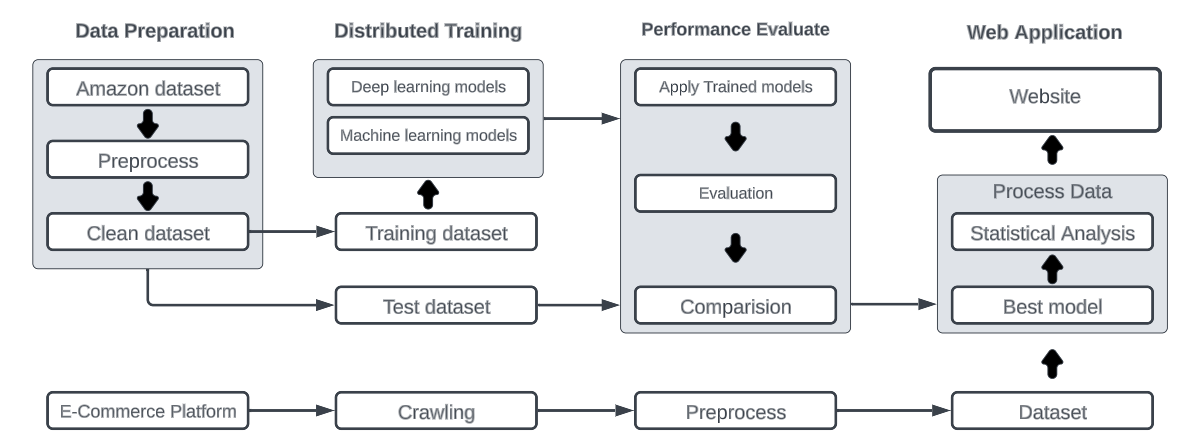 Data Preparation
Amazon dataset
Preprocess
Clean dataset
Distributed Training
Deep learning models
Machine learning models
Training dataset
Test dataset
Performance Evaluate
Apply Trained models
Evaluation
Comparision
Web Application
Website
Process Data
Statistical Analysis
Best model
E-Commerce Platform
Crawling
Preprocess
Dataset